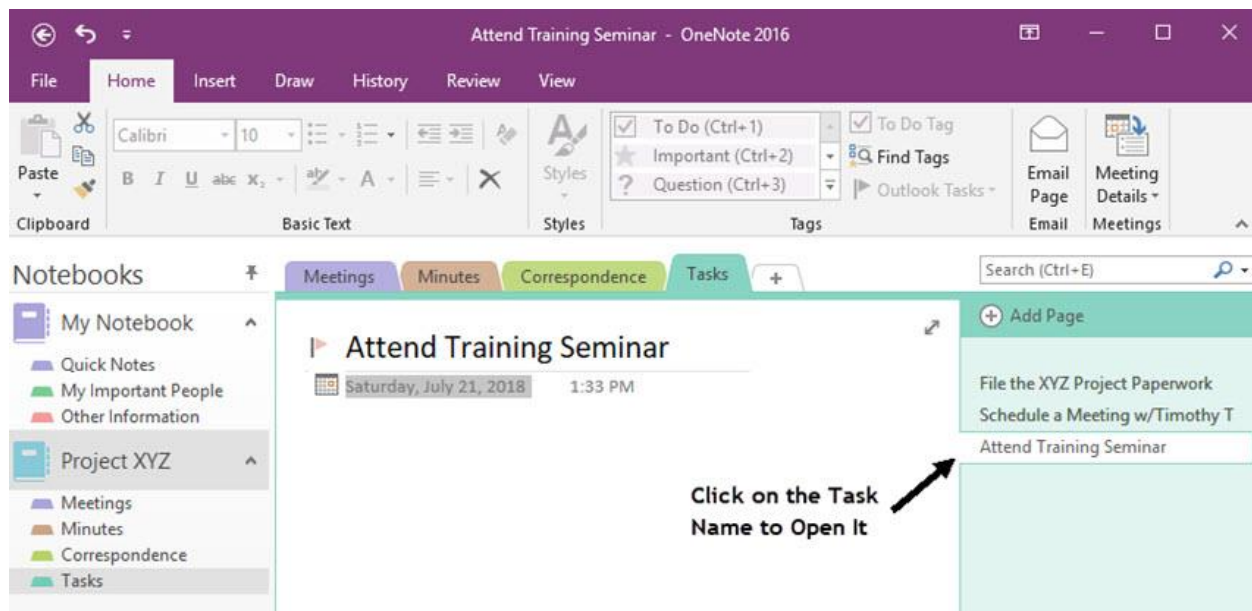 Attend Training Seminar - OneNote 2016
File Home Insert Draw History Review View
Calibri 10
To Do (Ctrl+1)
Important (Ctrl+2)
Question (Ctrl+3)
To Do Tag
Find Tags
Outlook Tasks
Paste
B I U abc X₂ aby A
Styles
Email
Page
Meeting
Details
Clipboard Basic Text Styles Tags Email Meetings
Notebooks
Meetings Minutes Correspondence Tasks +
Search (Ctrl+E)
My Notebook
Quick Notes
My Important People
Other Information
Project XYZ
Meetings
Minutes
Correspondence
Tasks
Attend Training Seminar
Saturday, July 21, 2018 1:33 PM
Click on the Task
Name to Open It
Add Page
File the XYZ Project Paperwork
Schedule a Meeting w/Timothy T
Attend Training Seminar